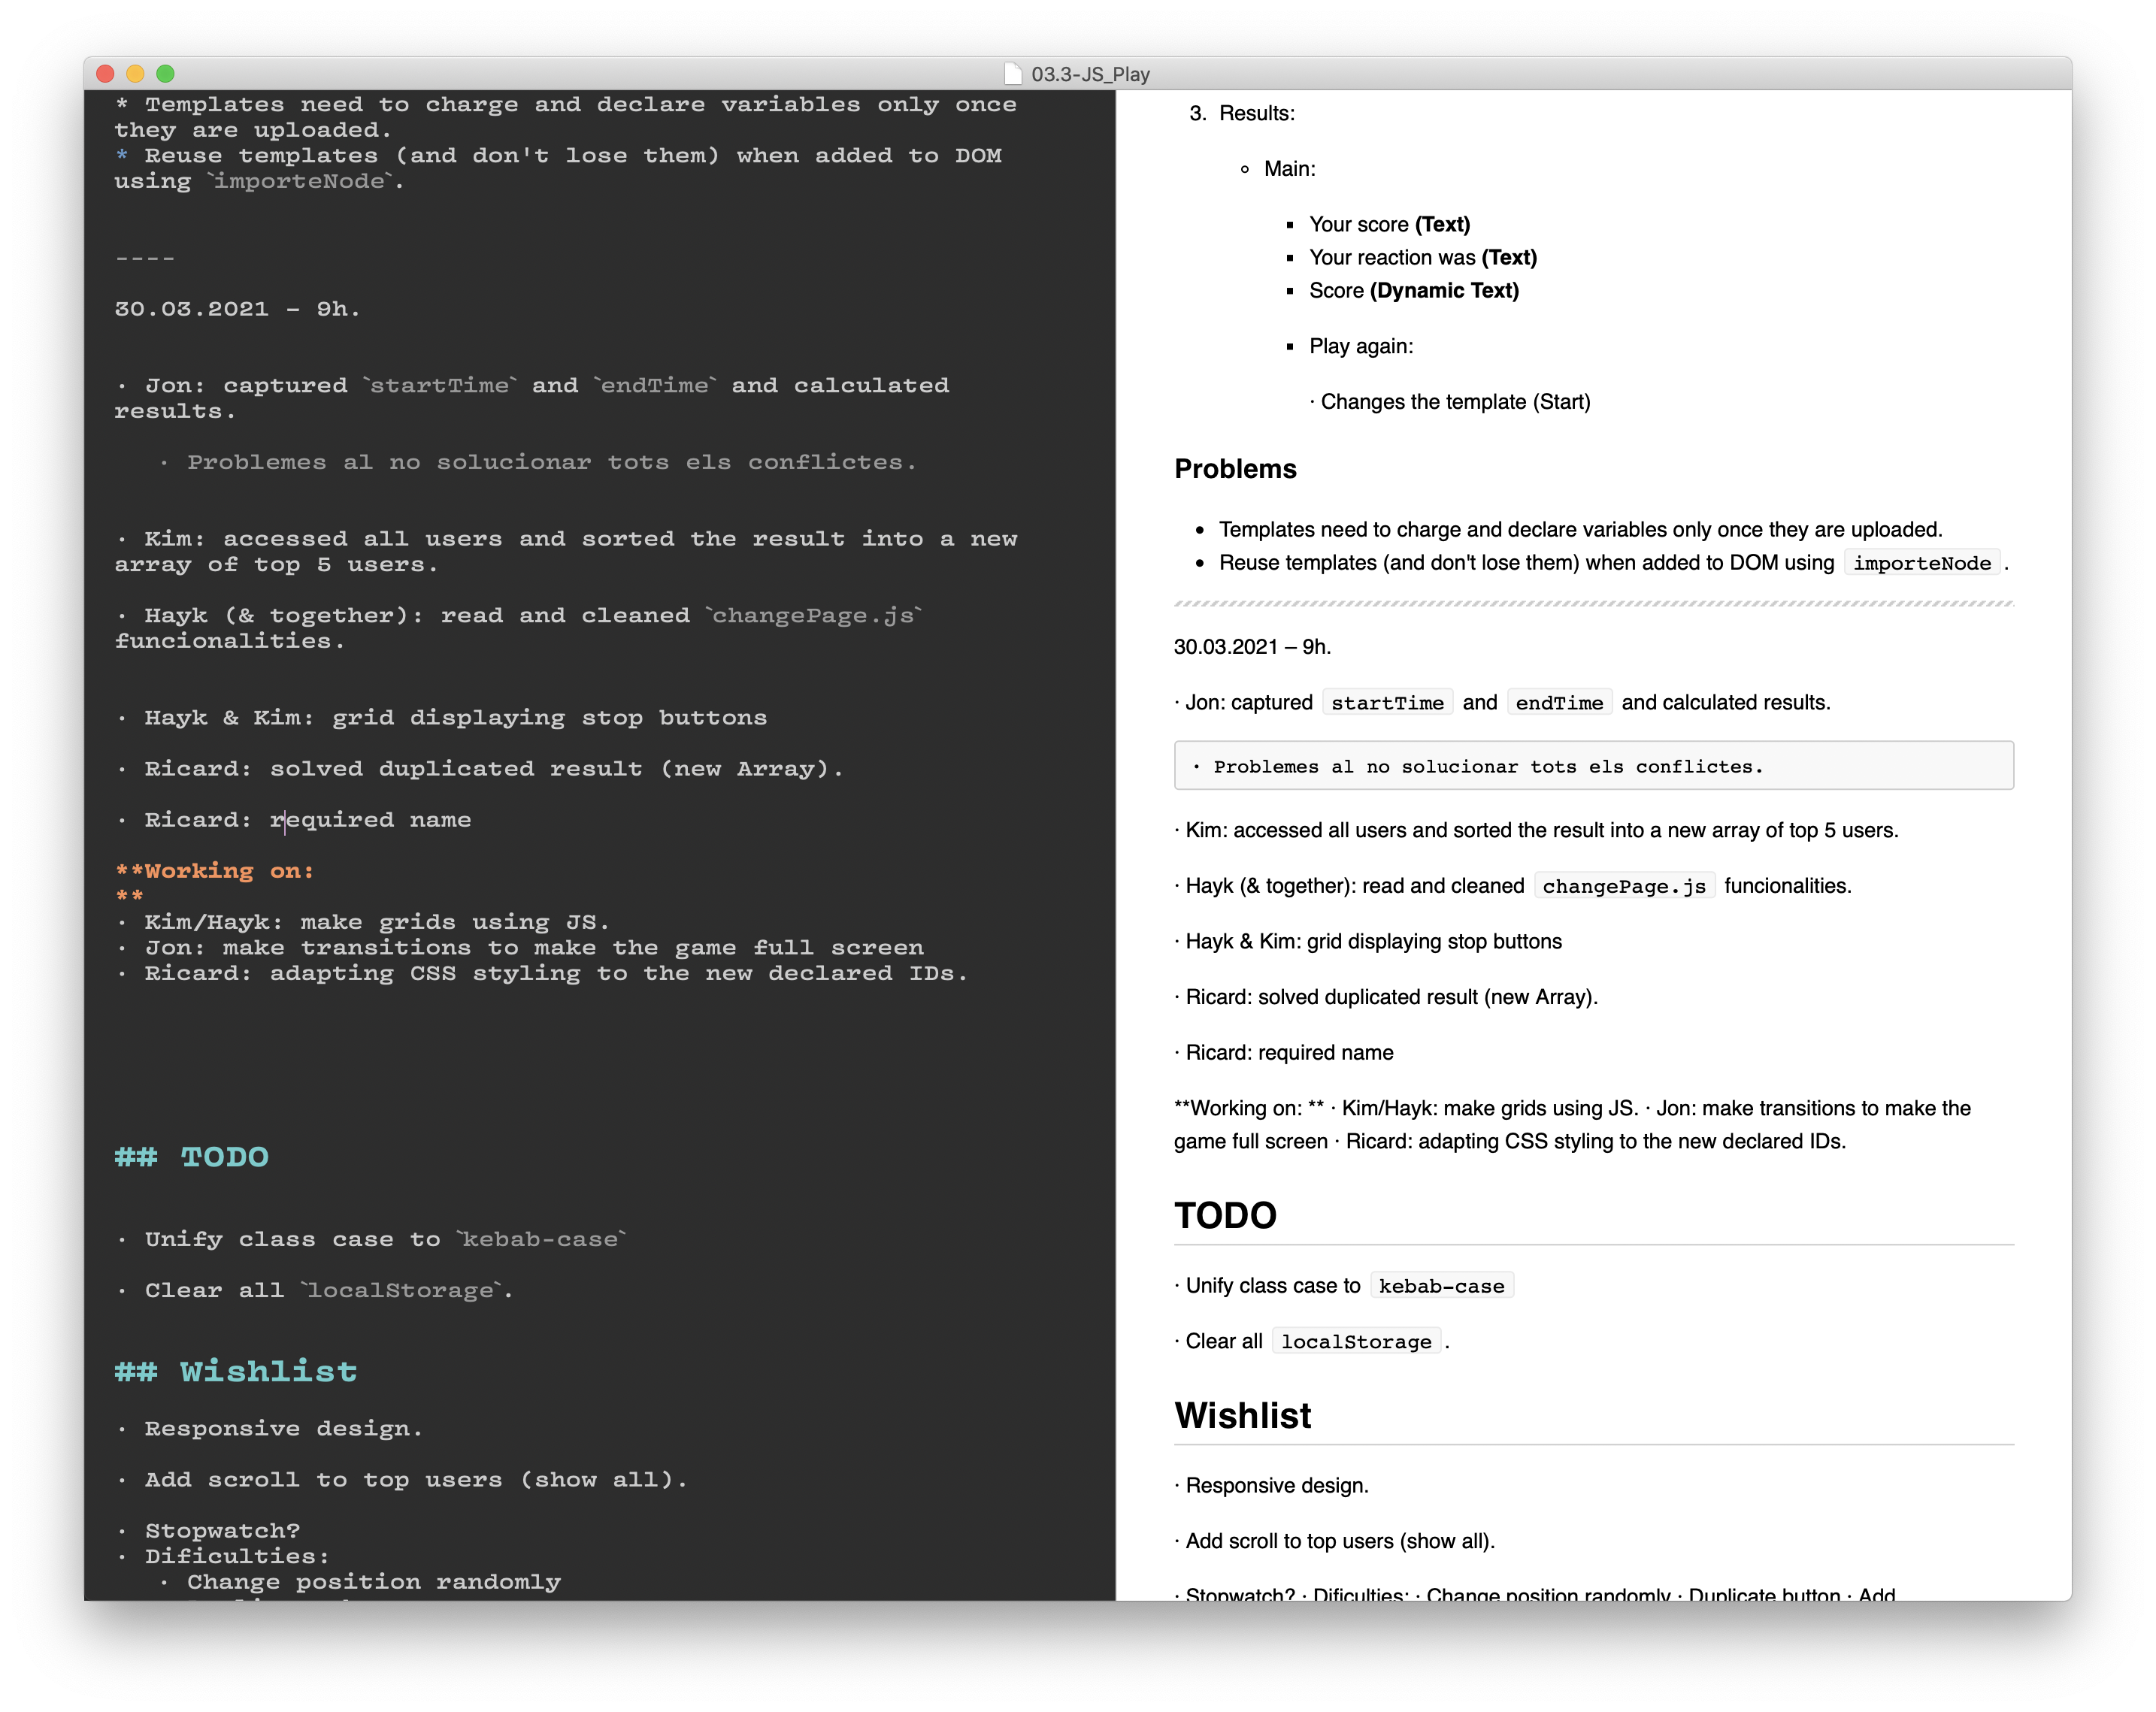 03.3-JS_Play
* Templates need to charge and declare variables only once
they are uploaded.
* Reuse templates (and don't lose them) when added to DOM
using `importeNode`.
----
30.03.2021 – 9h.
· Jon: captured `startTime` and `endTime` and calculated
results.
· Problemes al no solucionar tots els conflictes.
· Kim: accessed all users and sorted the result into a new
array of top 5 users.
· Hayk (& together): read and cleaned `changePage.js`
funcionalities.
· Hayk & Kim: grid displaying stop buttons
· Ricard: solved duplicated result (new Array).
· Ricard: required name
**Working on:
**
· Kim/Hayk: make grids using JS.
· Jon: make transitions to make the game full screen
· Ricard: adapting CSS styling to the new declared IDs.
## TODO
· Unify class case to `kebab-case`
· Clear all `localStorage`.
## Wishlist
· Responsive design.
· Add scroll to top users (show all).
· Stopwatch?
· Dificulties:
· Change position randomly
3. Results:
Main:
Your score (Text)
Your reaction was (Text)
Score (Dynamic Text)
Play again:
· Changes the template (Start)
Problems
Templates need to charge and declare variables only once they are uploaded.
Reuse templates (and don't lose them) when added to DOM using importeNode.
30.03.2021 – 9h.
· Jon: captured startTime and endTime and calculated results.
· Problemes al no solucionar tots els conflictes.
· Kim: accessed all users and sorted the result into a new array of top 5 users.
· Hayk (& together): read and cleaned changePage.js funcionalities.
· Hayk & Kim: grid displaying stop buttons
· Ricard: solved duplicated result (new Array).
· Ricard: required name
**Working on: ** · Kim/Hayk: make grids using JS. · Jon: make transitions to make the
game full screen · Ricard: adapting CSS styling to the new declared IDs.
TODO
· Unify class case to kebab-case
· Clear all localStorage.
Wishlist
· Responsive design.
· Add scroll to top users (show all).
· Stopwatch? · Dificulties: · Change position randomly · Duplicate button · Add